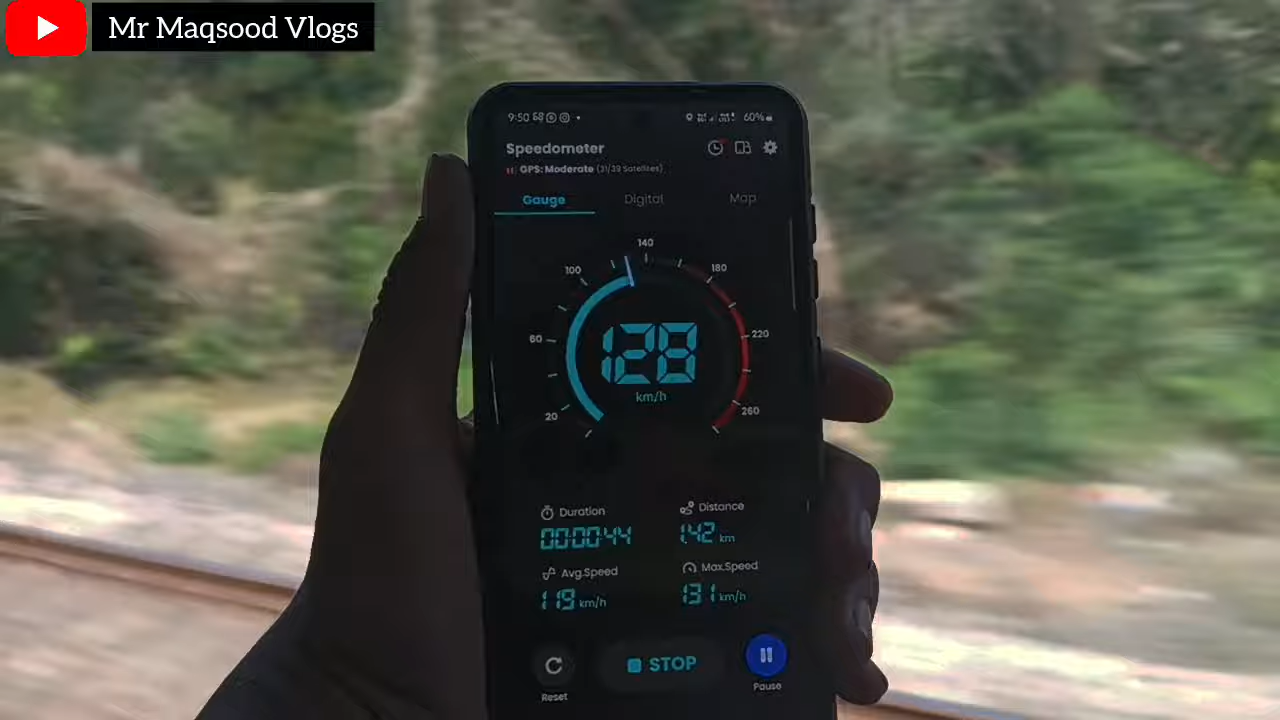 Mr Maqsood Vlogs
9:50 60%
Speedometer
GPS: Moderate (31/39 Satellites)
Gauge Digital Map
140
100 180
60 220
128
km/h
20 260
Duration Distance
00:00:44 1.42 km
Avg.Speed Max.Speed
119 km/h 131 km/h
STOP
Reset Pause